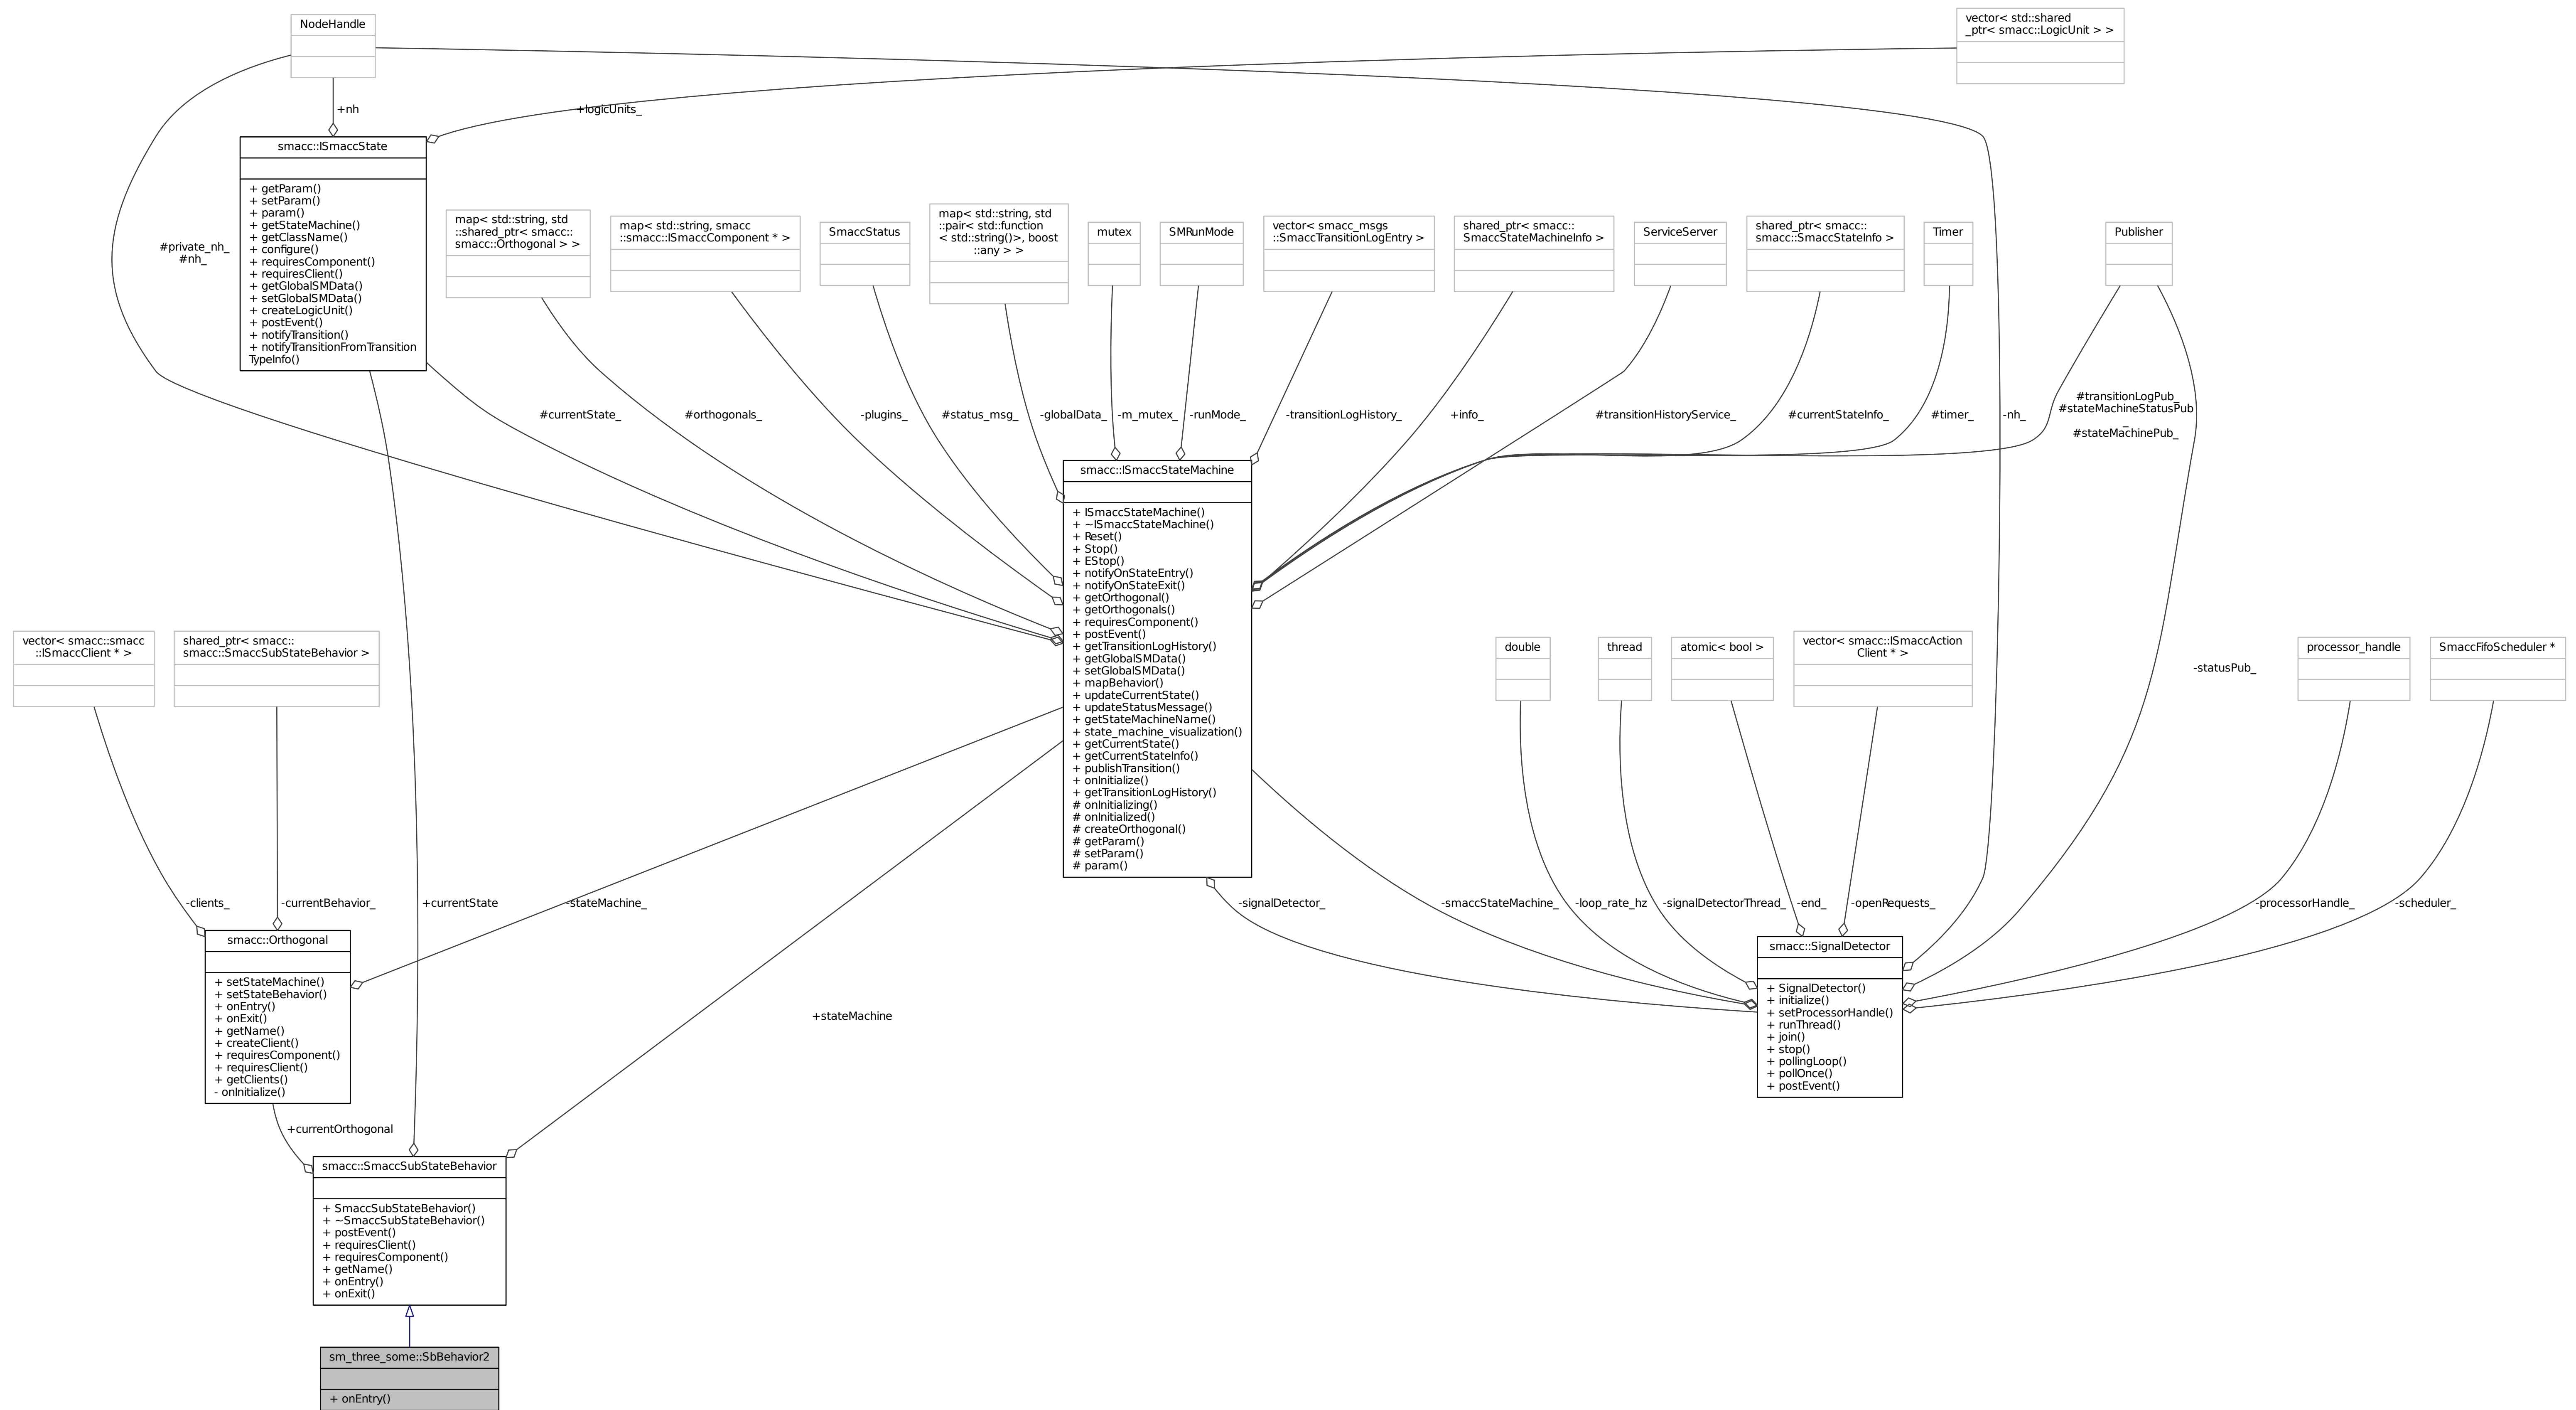 NodeHandle
vector< std::shared
_ptr< smacc::LogicUnit > >
+nh
+logicUnits_
smacc::ISmaccState
+ getParam()
+ setParam()
+ param()
+ getStateMachine()
+ getClassName()
+ configure()
+ requiresComponent()
+ requiresClient()
+ getGlobalSMData()
+ setGlobalSMData()
+ createLogicUnit()
+ postEvent()
+ notifyTransition()
+ notifyTransitionFromTransition
TypeInfo()
#private_nh_
#nh_
map< std::string, std
::shared_ptr< smacc::
smacc::Orthogonal > >
map< std::string, smacc
::smacc::ISmaccComponent * >
SmaccStatus
map< std::string, std
::pair< std::function
< std::string()>, boost
::any > >
mutex
SMRunMode
vector< smacc_msgs
::SmaccTransitionLogEntry >
shared_ptr< smacc::
SmaccStateMachineInfo >
ServiceServer
shared_ptr< smacc::
smacc::SmaccStateInfo >
Timer
Publisher
#currentState_
#orthogonals_
-plugins_
#status_msg_
-globalData_
-m_mutex_
-runMode_
-transitionLogHistory_
+info_
#transitionHistoryService_
#currentStateInfo_
#timer_
#transitionLogPub_
#stateMachineStatusPub
_
#stateMachinePub_
-nh_
smacc::ISmaccStateMachine
+ ISmaccStateMachine()
+ ~ISmaccStateMachine()
+ Reset()
+ Stop()
+ EStop()
+ notifyOnStateEntry()
+ notifyOnStateExit()
+ getOrthogonal()
+ getOrthogonals()
+ requiresComponent()
+ postEvent()
+ getTransitionLogHistory()
+ getGlobalSMData()
+ setGlobalSMData()
+ mapBehavior()
+ updateCurrentState()
+ updateStatusMessage()
+ getStateMachineName()
+ state_machine_visualization()
+ getCurrentState()
+ getCurrentStateInfo()
+ publishTransition()
+ onInitialize()
+ getTransitionLogHistory()
# onInitializing()
# onInitialized()
# createOrthogonal()
# getParam()
# setParam()
# param()
vector< smacc::smacc
::ISmaccClient * >
shared_ptr< smacc::
smacc::SmaccSubStateBehavior >
double
thread
atomic< bool >
vector< smacc::ISmaccAction
Client * >
-statusPub_
processor_handle
SmaccFifoScheduler *
-clients_
-currentBehavior_
+currentState
-stateMachine_
-signalDetector_
-smaccStateMachine_
-loop_rate_hz
-signalDetectorThread_
-end_
-openRequests_
-processorHandle_
-scheduler_
smacc::Orthogonal
+ setStateMachine()
+ setStateBehavior()
+ onEntry()
+ onExit()
+ getName()
+ createClient()
+ requiresComponent()
+ requiresClient()
+ getClients()
- onInitialize()
smacc::SignalDetector
+ SignalDetector()
+ initialize()
+ setProcessorHandle()
+ runThread()
+ join()
+ stop()
+ pollingLoop()
+ pollOnce()
+ postEvent()
+stateMachine
+currentOrthogonal
smacc::SmaccSubStateBehavior
+ SmaccSubStateBehavior()
+ ~SmaccSubStateBehavior()
+ postEvent()
+ requiresClient()
+ requiresComponent()
+ getName()
+ onEntry()
+ onExit()
sm_three_some::SbBehavior2
+ onEntry()